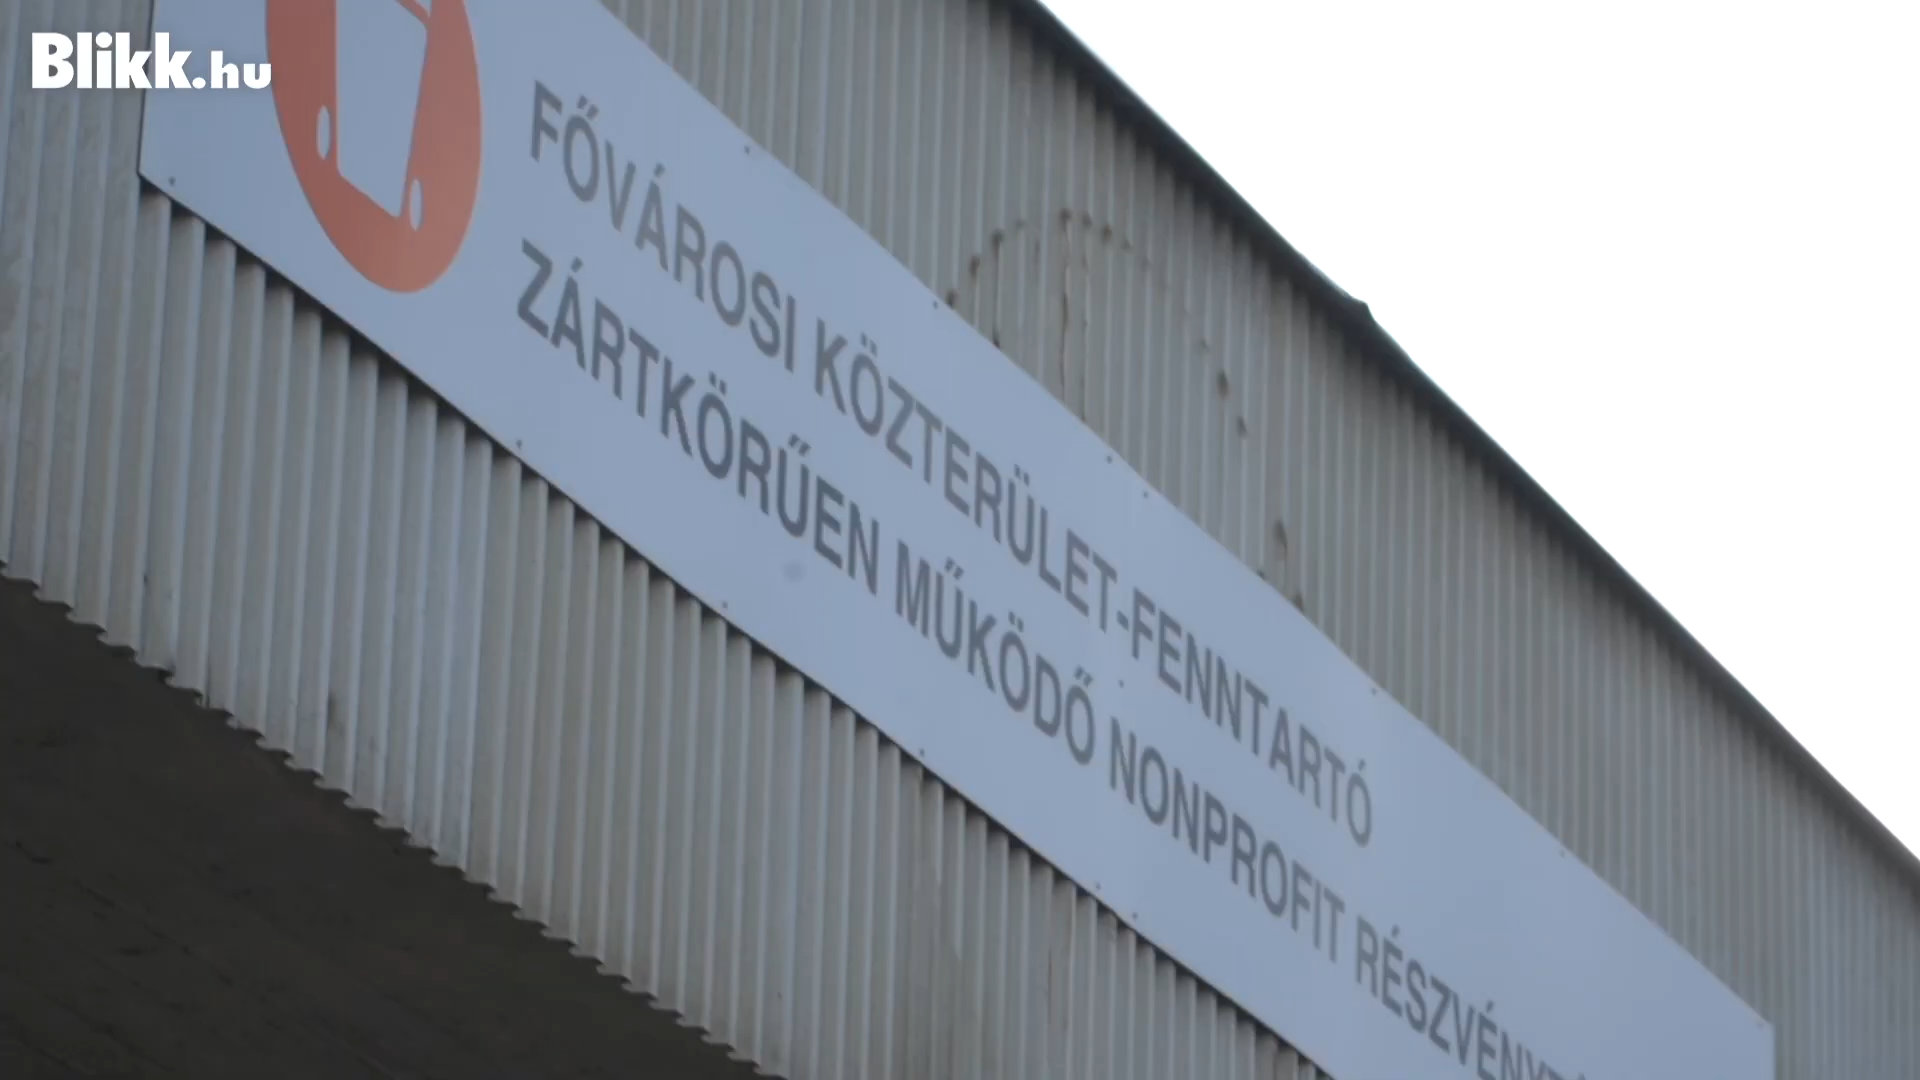 Blikk.hu
FŐVÁROSI KÖZTERÜLET-FENNTARTÓ
ZÁRTKÖRŰEN MŰKÖDŐ NONPROFIT